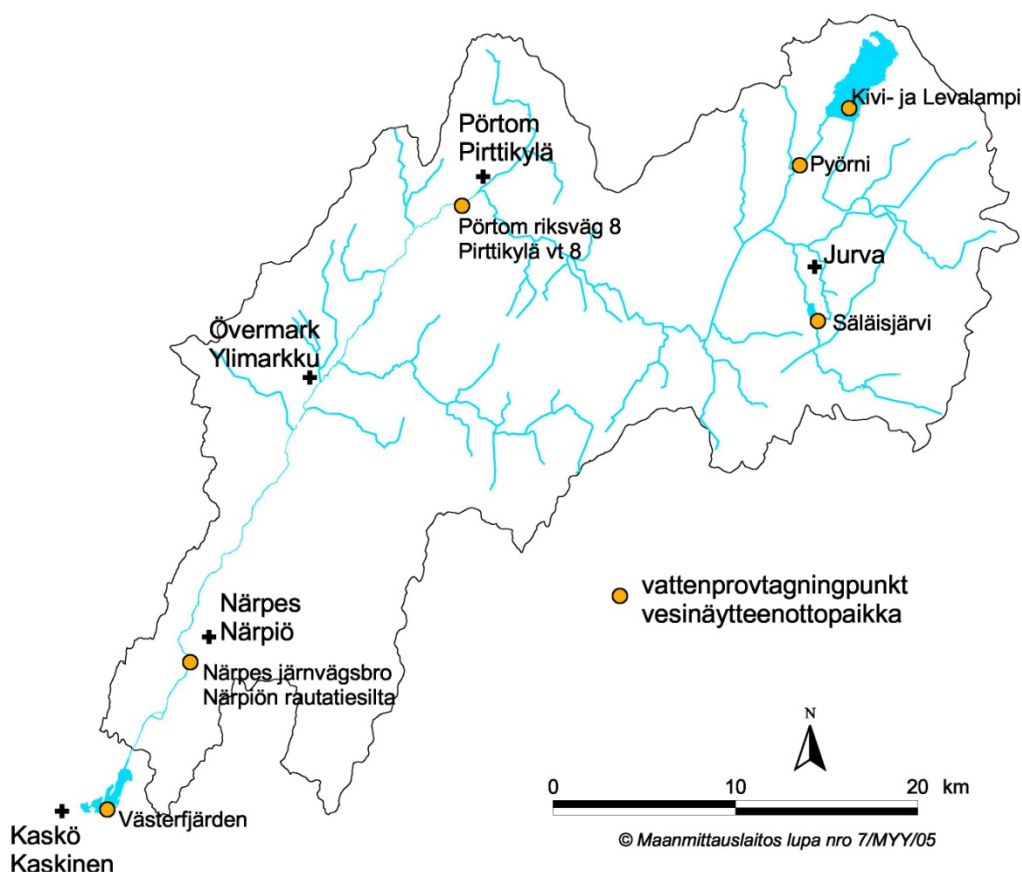 Kivi- ja Levalampi
Pörtom
Pirttikylä
Pyörni
Pörtom riksväg 8
Pirttikylä vt 8
Jurva
Övermark
Ylimarkku
Säläisjärvi
vattenprovtagningpunkt
vesinäytteenottopaikka
Närpes
Närpiö
Närpes järnvägsbro
Närpiön rautatiesilta
N
0 10 20 km
Västerfjärden
Kaskö
Kaskinen
© Maanmittauslaitos lupa nro 7/MYY/05